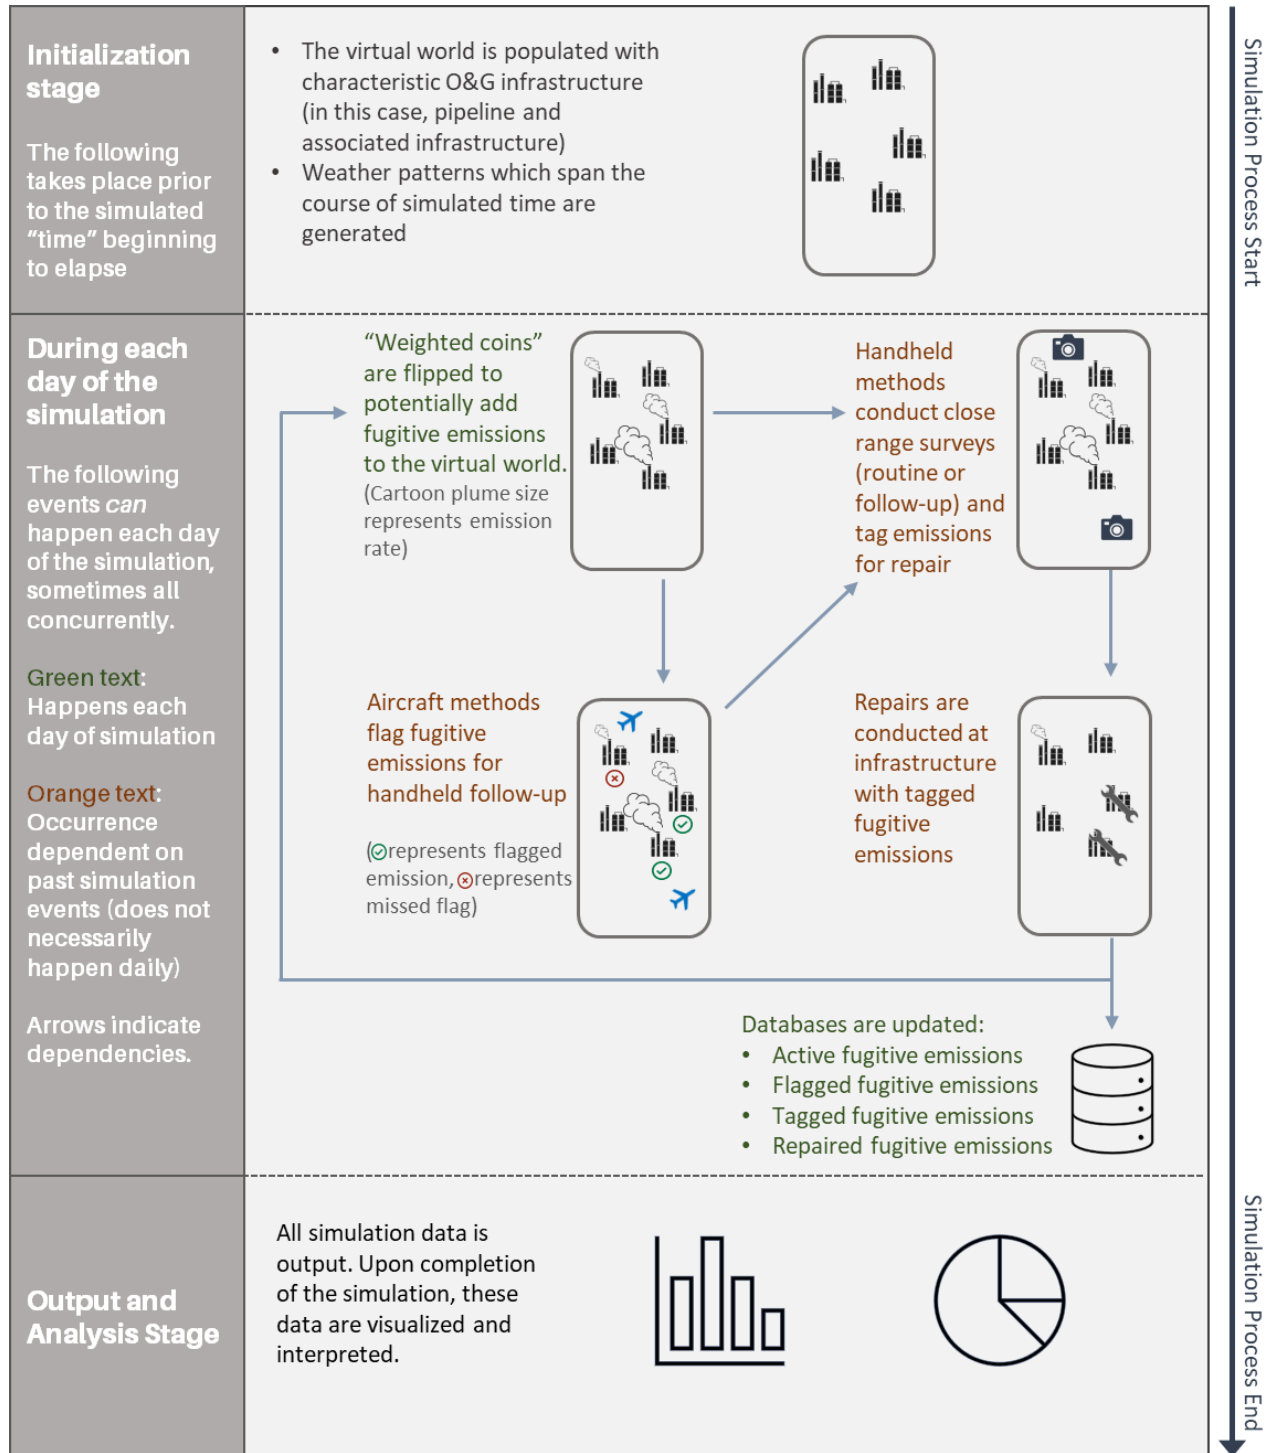 Initialization
stage
The following
takes place prior
to the simulated
“time” beginning
to elapse
• The virtual world is populated with
characteristic O&G infrastructure
(in this case, pipeline and
associated infrastructure)
• Weather patterns which span the
course of simulated time are
generated
Simulation Process Start
During each
day of the
simulation
The following
events can
happen each day
of the simulation,
sometimes all
concurrently.
Green text:
Happens each
day of simulation
Orange text:
Occurrence
dependent on
past simulation
events (does not
necessarily
happen daily)
Arrows indicate
dependencies.
“Weighted coins”
are flipped to
potentially add
fugitive emissions
to the virtual world.
(Cartoon plume size
represents emission
rate)
Handheld
methods
conduct close
range surveys
(routine or
follow-up) and
tag emissions
for repair
Aircraft methods
flag fugitive
emissions for
handheld follow-up
(represents flagged
emission, represents
missed flag)
Repairs are
conducted at
infrastructure
with tagged
fugitive
emissions
Databases are updated:
• Active fugitive emissions
• Flagged fugitive emissions
• Tagged fugitive emissions
• Repaired fugitive emissions
Output and
Analysis Stage
All simulation data is
output. Upon completion
of the simulation, these
data are visualized and
interpreted.
Simulation Process End